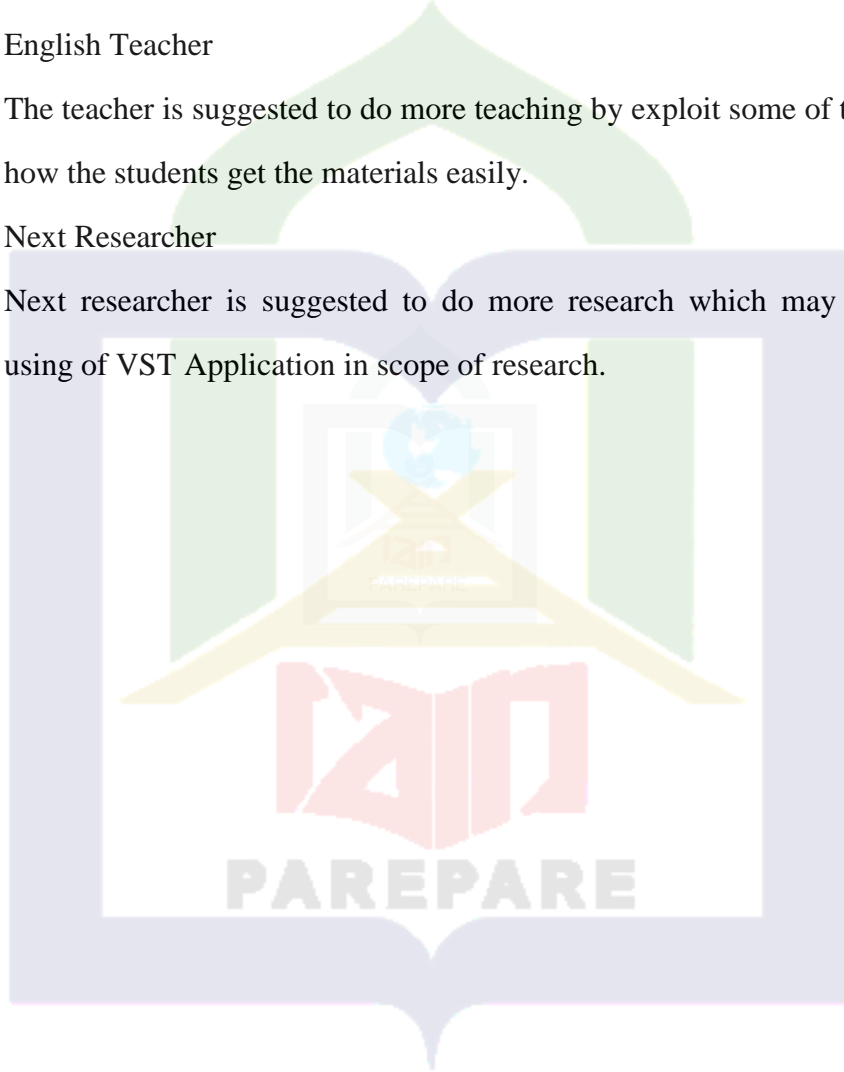 English Teacher
The teacher is suggested to do more teaching by exploit some of
how the students get the materials easily.
Next Researcher
Next researcher is suggested to do more research which may
using of VST Application in scope of research.
PAREPARE
iain
PAREPARE